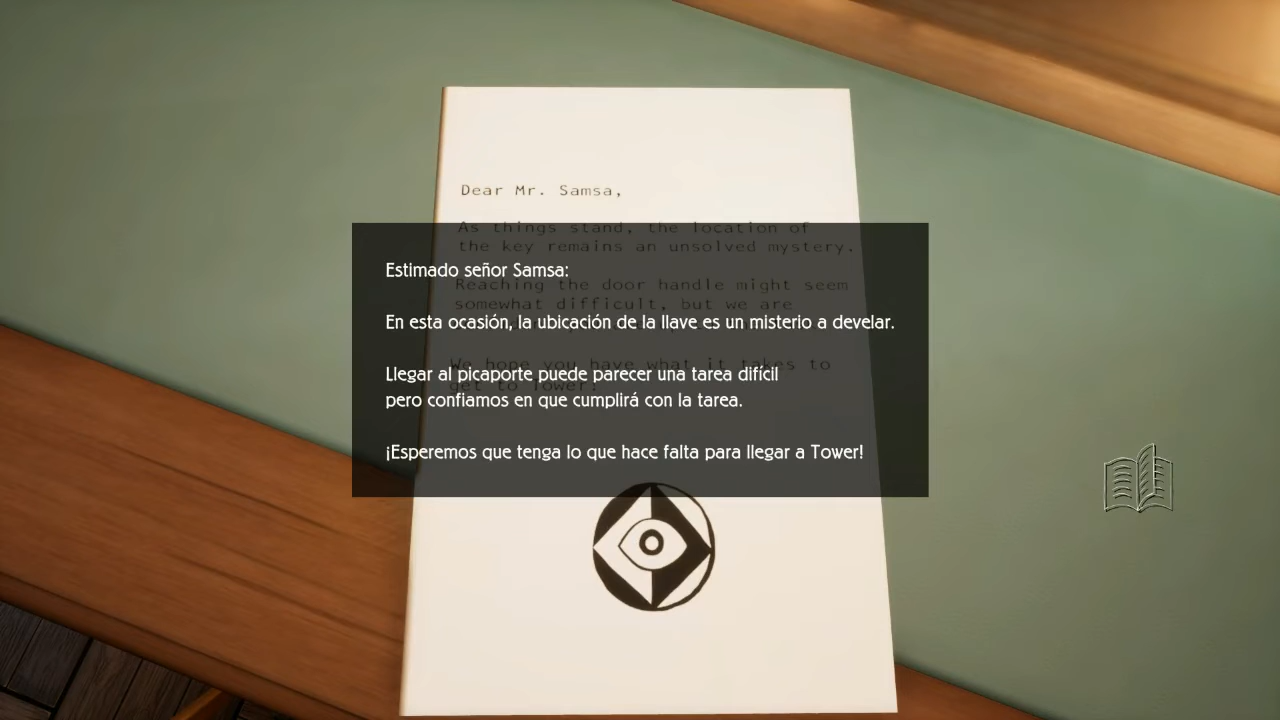 Dear Mr. Samsa,
As things stand, the location of
the key remains an unsolved mystery.
Estimado señor Samsa:
Reaching the door handle might seem
somewhat difficult, but we are
En esta ocasión, la ubicación de la llave es un misterio a develar.
We hope you have what it takes to
Llegar al picaporte puede parecer una tarea difícil
get to Tower!
pero confiamos en que cumplirá con la tarea.
¡Esperemos que tenga lo que hace falta para llegar a Tower!